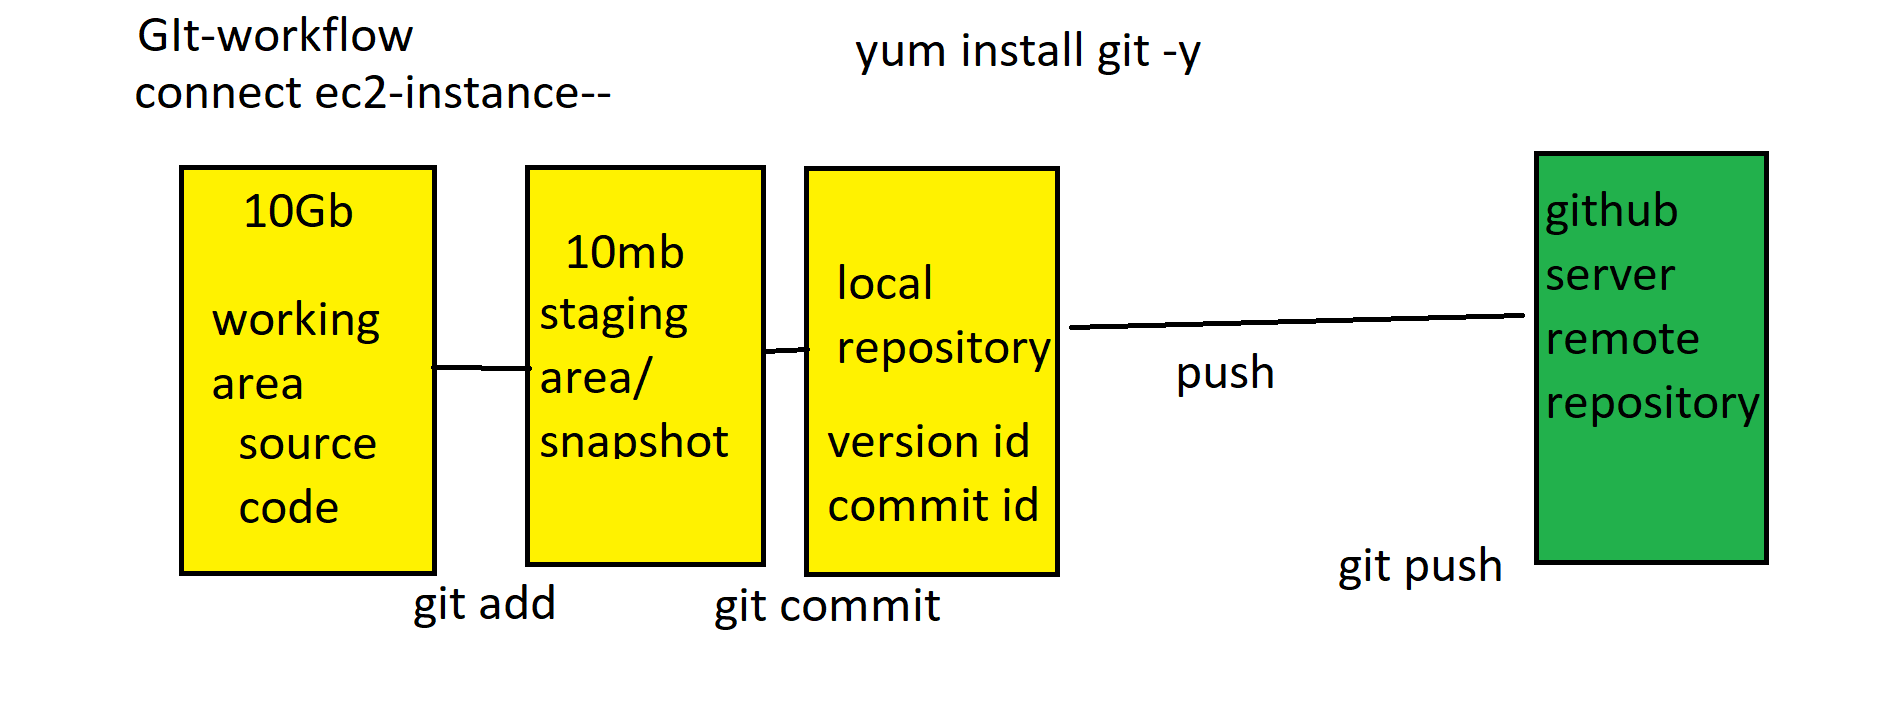 GIt-workflow
connect ec2-instance--
yum install git -y
10Gb
working
area
source
code
10mb
staging
area/
snapshot
local
repository
version id
commit id
github
server
remote
repository
push
git push
git add
git commit